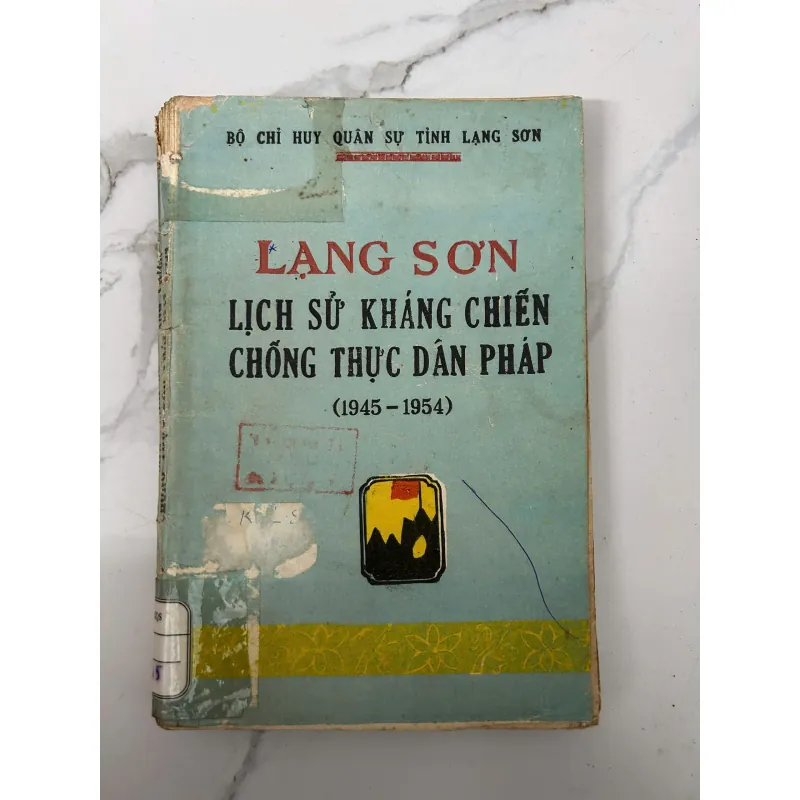 BỘ CHỈ HUY QUÂN SỰ TỈNH LẠNG SƠN
LẠNG SƠN
LỊCH SỬ KHÁNG CHIẾN
CHỐNG THỰC DÂN PHÁP
(1945 - 1954)